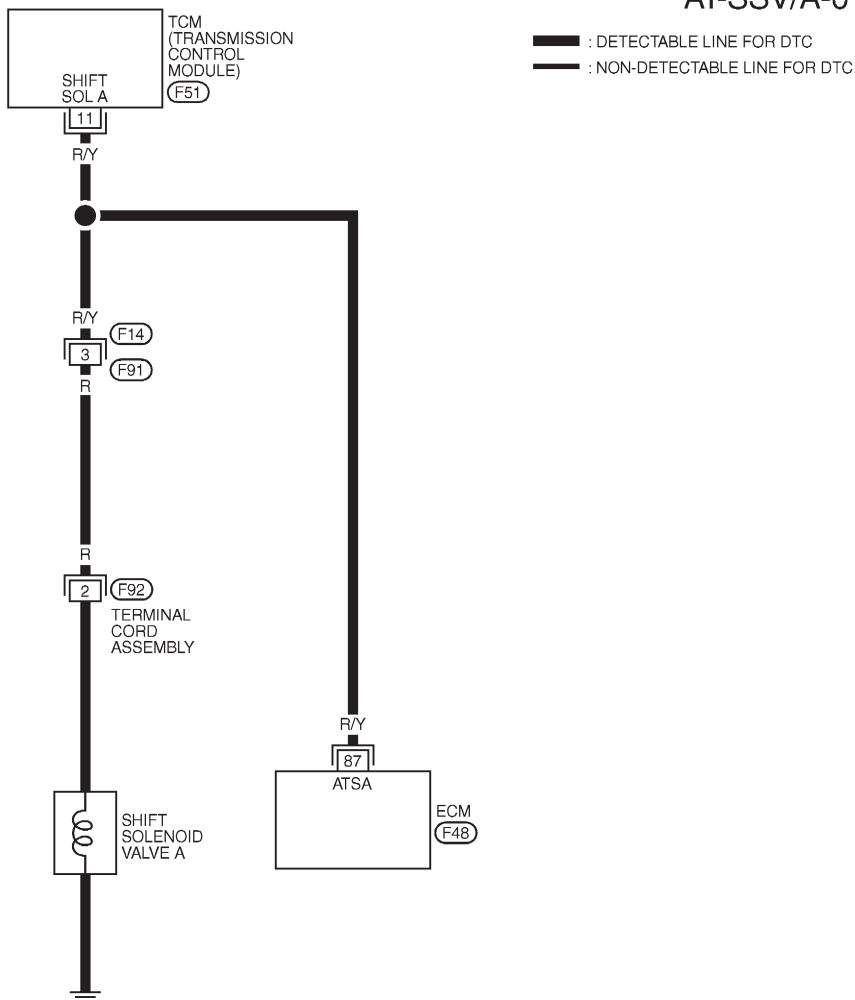 AT-SSV/A-0
: DETECTABLE LINE FOR DTC
: NON-DETECTABLE LINE FOR DTC
TCM
(TRANSMISSION
CONTROL
MODULE)
F51
SHIFT
SOL A
11
R/Y
R/Y
F14
3
F91
R
R
2
F92
TERMINAL
CORD
ASSEMBLY
SHIFT
SOLENOID
VALVE A
R/Y
87
ATSA
ECM
F48